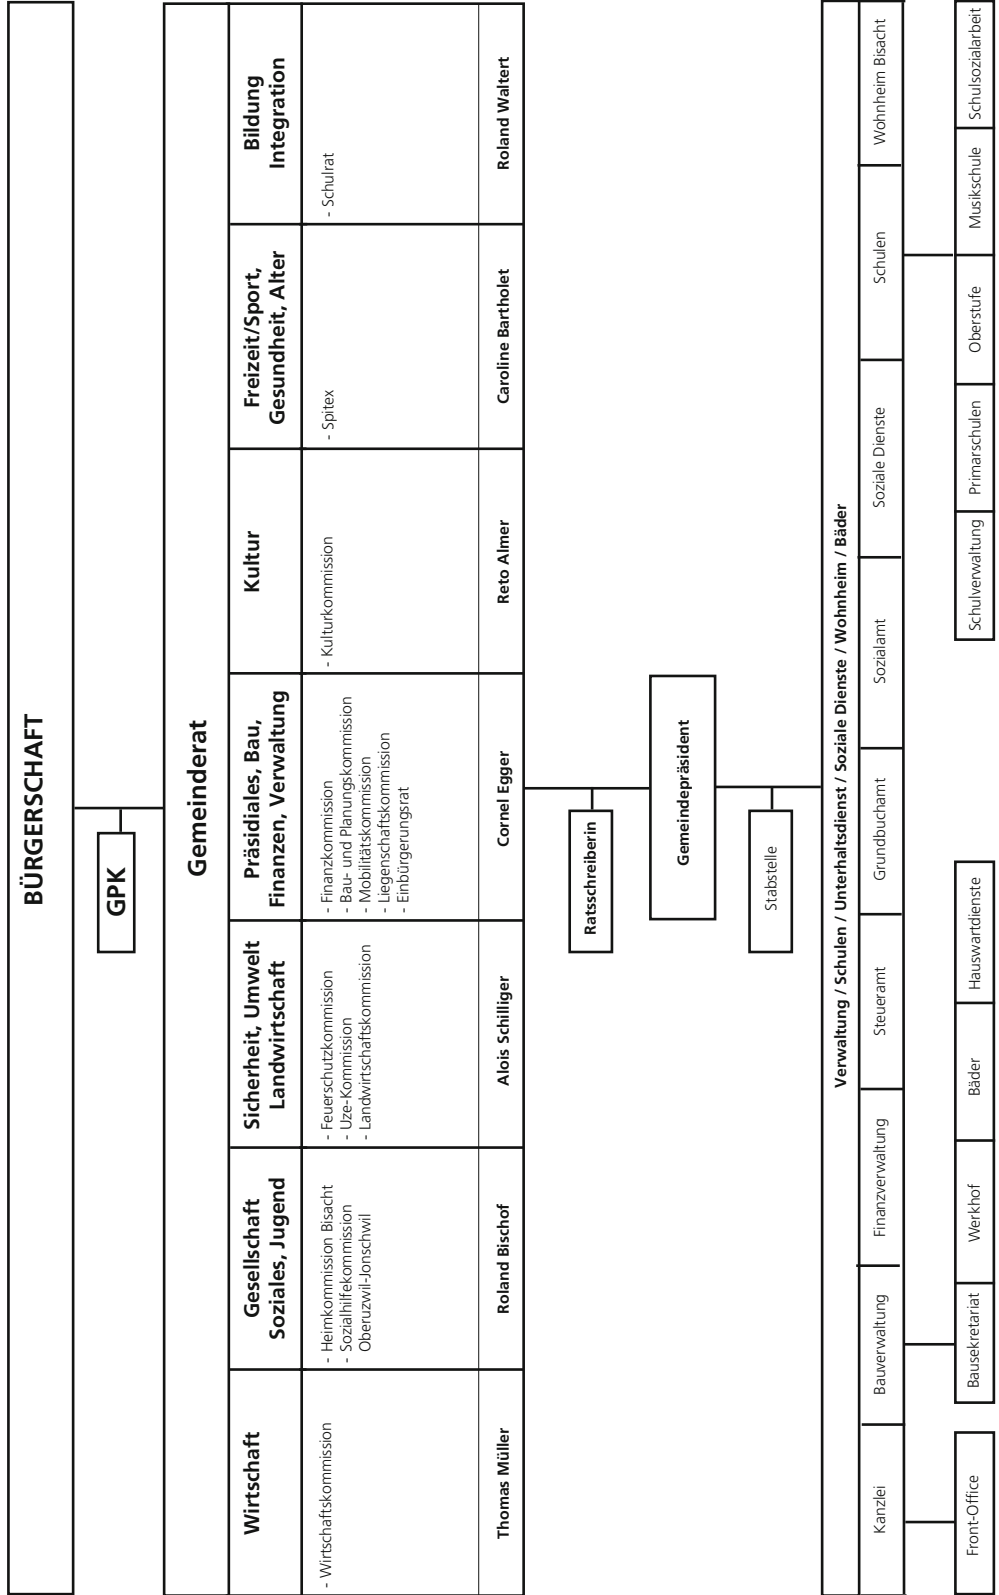 BÜRGERSCHAFT
GPK
Gemeinderat
Wirtschaft
- Wirtschaftskommission
Thomas Müller
Gesellschaft
Soziales, Jugend
- Heimkommission Bisacht
- Sozialhilfekommission
Oberuzwil-Jonschwil
Roland Bischof
Sicherheit, Umwelt
Landwirtschaft
- Feuerschutzkommission
- Uze-Kommission
- Landwirtschaftskommission
Alois Schilliger
Präsidiales, Bau,
Finanzen, Verwaltung
- Finanzkommission
- Bau- und Planungskommission
- Mobilitätskommission
- Liegenschaftskommission
- Einbürgerungsrat
Cornel Egger
Kultur
- Kulturkommission
Reto Almer
Freizeit/Sport,
Gesundheit, Alter
- Spitex
Caroline Bartholet
Bildung
Integration
- Schulrat
Roland Waltert
Ratsschreiberin
Gemeindepräsident
Stabstelle
Verwaltung / Schulen / Unterhaltsdienst / Soziale Dienste / Wohnheim / Bäder
Kanzlei
Bauverwaltung
Finanzverwaltung
Steueramt
Grundbuchamt
Sozialamt
Soziale Dienste
Schulen
Wohnheim Bisacht
Front-Office
Bausekretariat
Werkhof
Bäder
Hauswartdienste
Schulverwaltung
Primarschulen
Oberstufe
Musikschule
Schulsozialarbeit